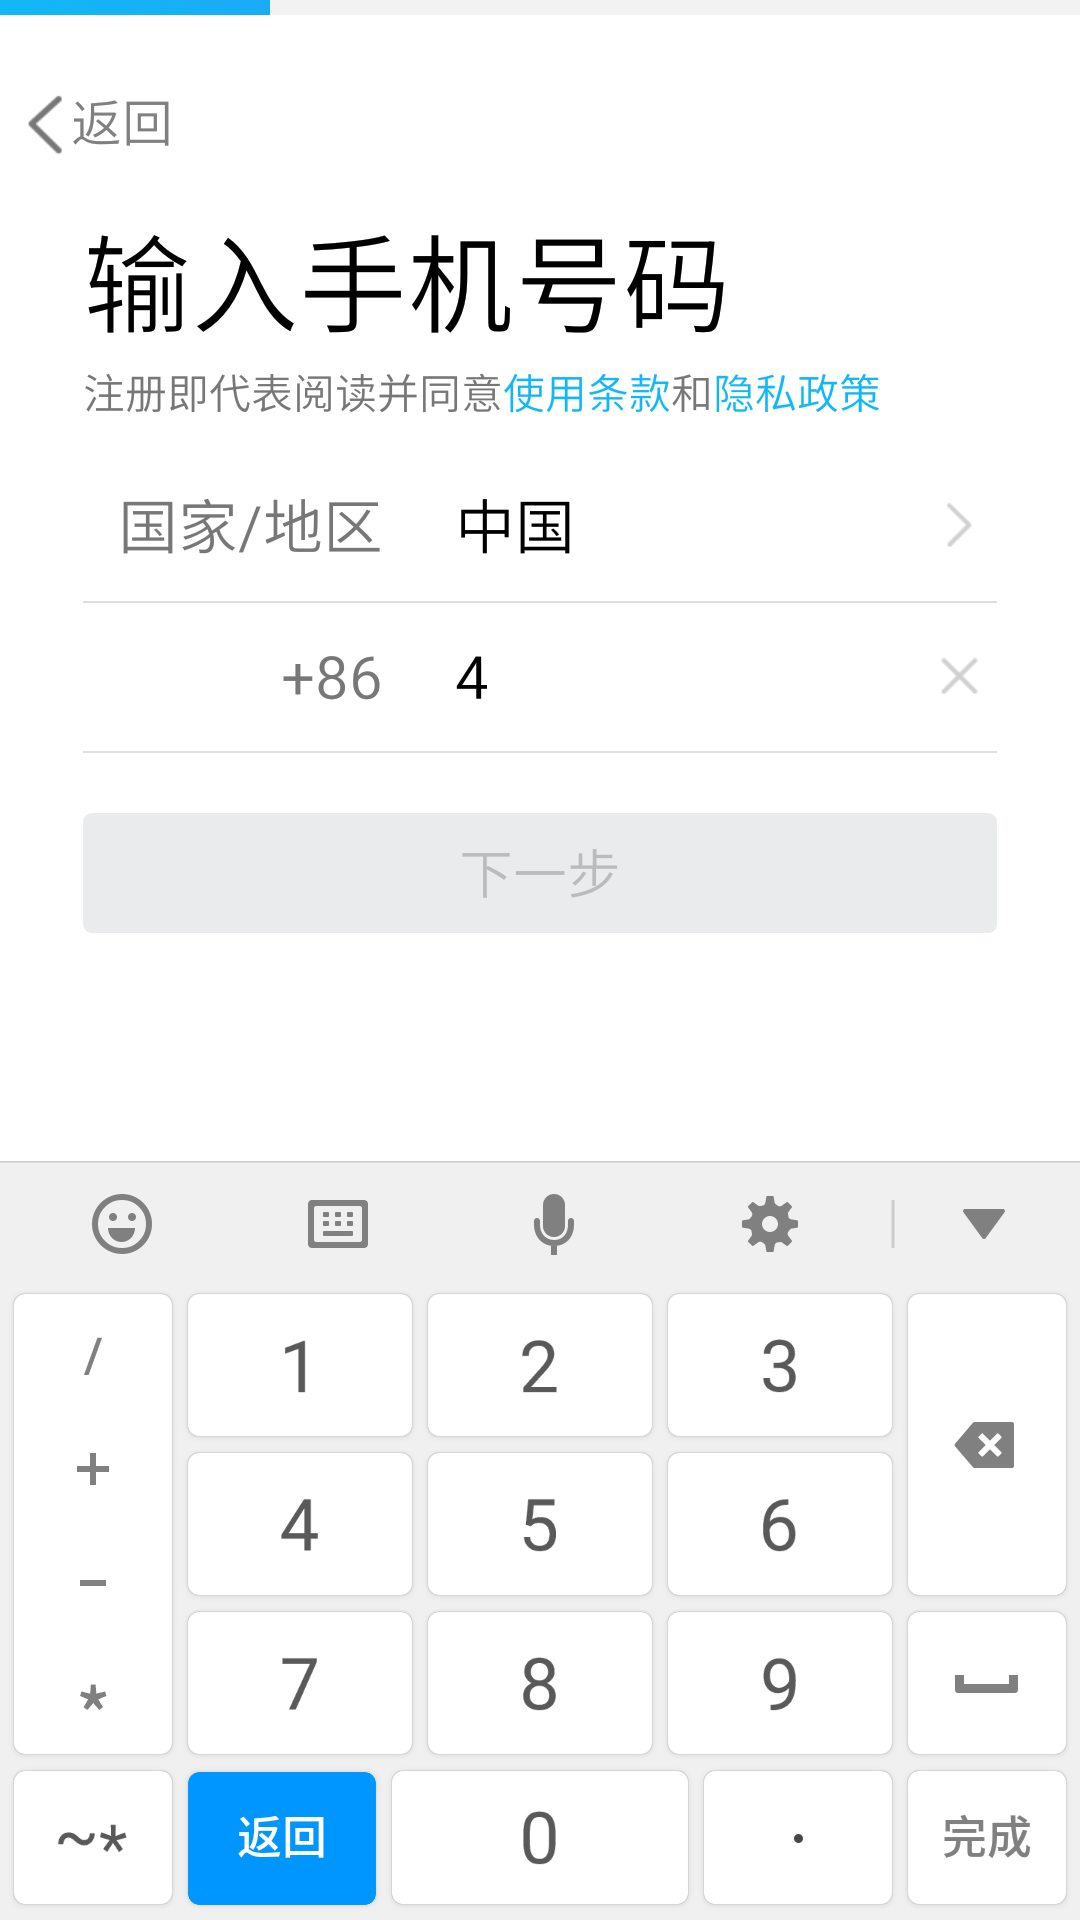 返回
输入手机号码
注册即代表阅读并同意使用条款和隐私政策
国家/地区 中国
+86 4
下一步
/ 1 2 3
+
4 5 6
-
7 8 9
*
~* 返回 0 . 完成